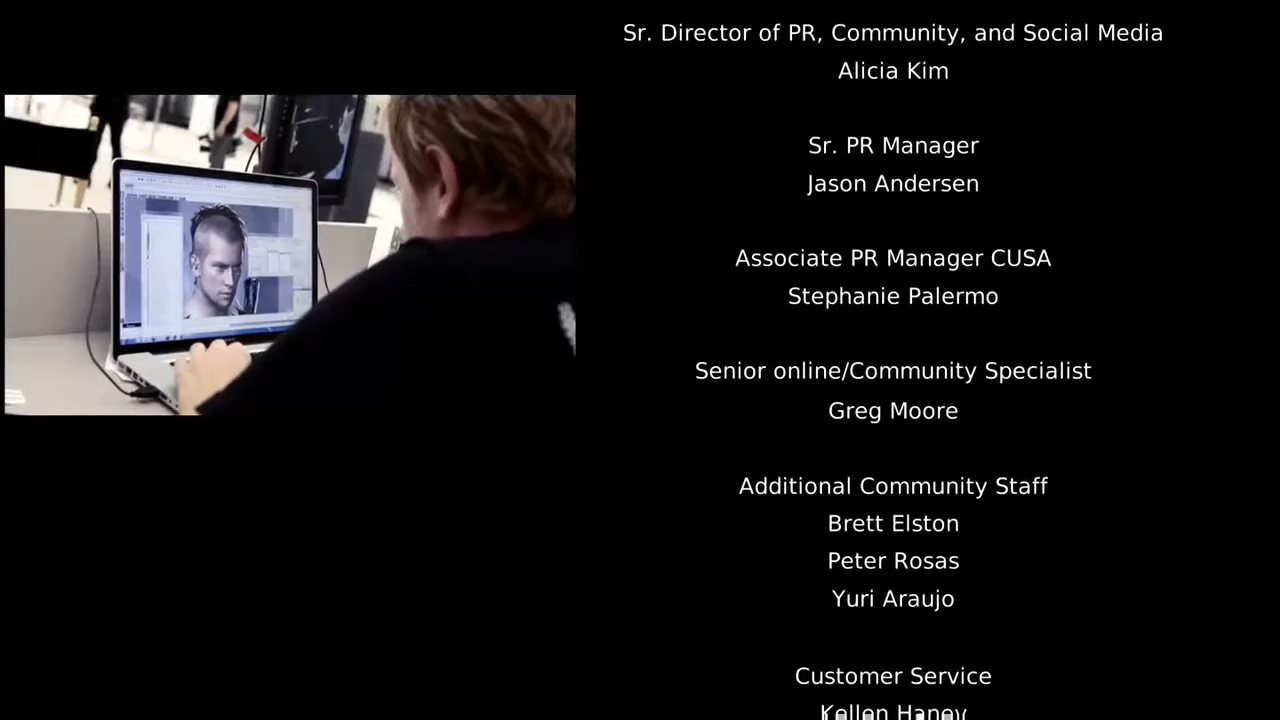 Sr. Director of PR, Community, and Social Media
Alicia Kim
Sr. PR Manager
Jason Andersen
Associate PR Manager CUSA
Stephanie Palermo
Senior online/Community Specialist
Greg Moore
Additional Community Staff
Brett Elston
Peter Rosas
Yuri Araujo
Customer Service
Kellen Haney